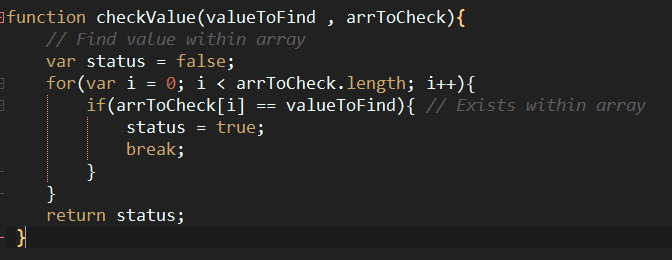 function checkValue(valueToFind , arrToCheck){
// Find value within array
var status = false;
for(var i = 0; i < arrToCheck.length; i++){
if(arrToCheck[i] == valueToFind){ // Exists within array
status = true;
break;
}
}
return status;
}